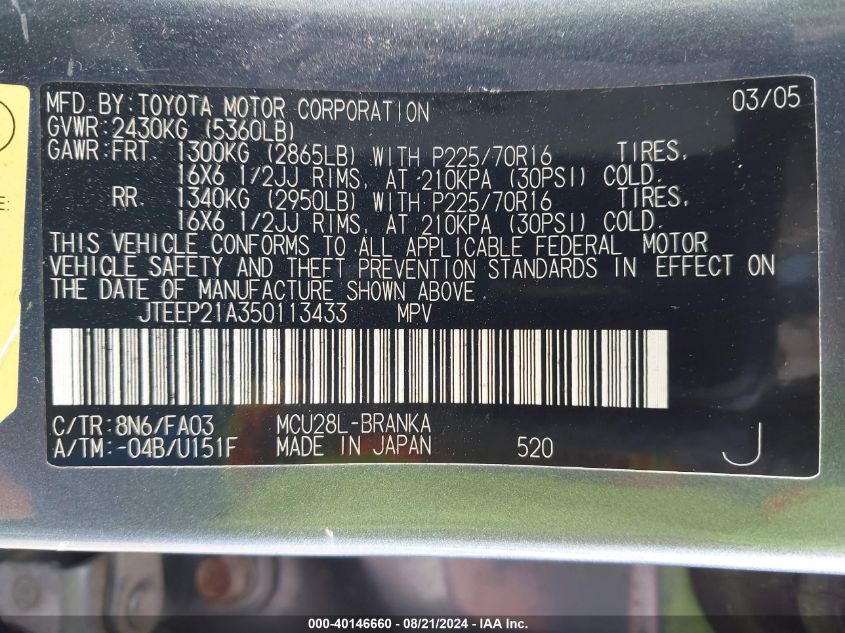 MFD. BY: TOYOTA MOTOR CORPORATION 03/05
GVWR: 2430KG (5360LB)
GAWR: FRT. 1300KG (2865LB) WITH P225/70R16 TIRES,
16X6 1/2JJ RIMS, AT 210KPA (30PSI) COLD.
RR. 1340KG (2950LB) WITH P225/70R16 TIRES,
16X6 1/2JJ RIMS, AT 210KPA (30PSI) COLD.
THIS VEHICLE CONFORMS TO ALL APPLICABLE FEDERAL MOTOR
VEHICLE SAFETY AND THEFT PREVENTION STANDARDS IN EFFECT ON
THE DATE OF MANUFACTURE SHOWN ABOVE.
JTEEP21A350113433 MPV
C/TR: 8N6/FA03 MCU28L-BRANKA
A/TM: -04B/U151F MADE IN JAPAN 520 J
E:
000-40146660 - 08/21/2024 - IAA Inc.